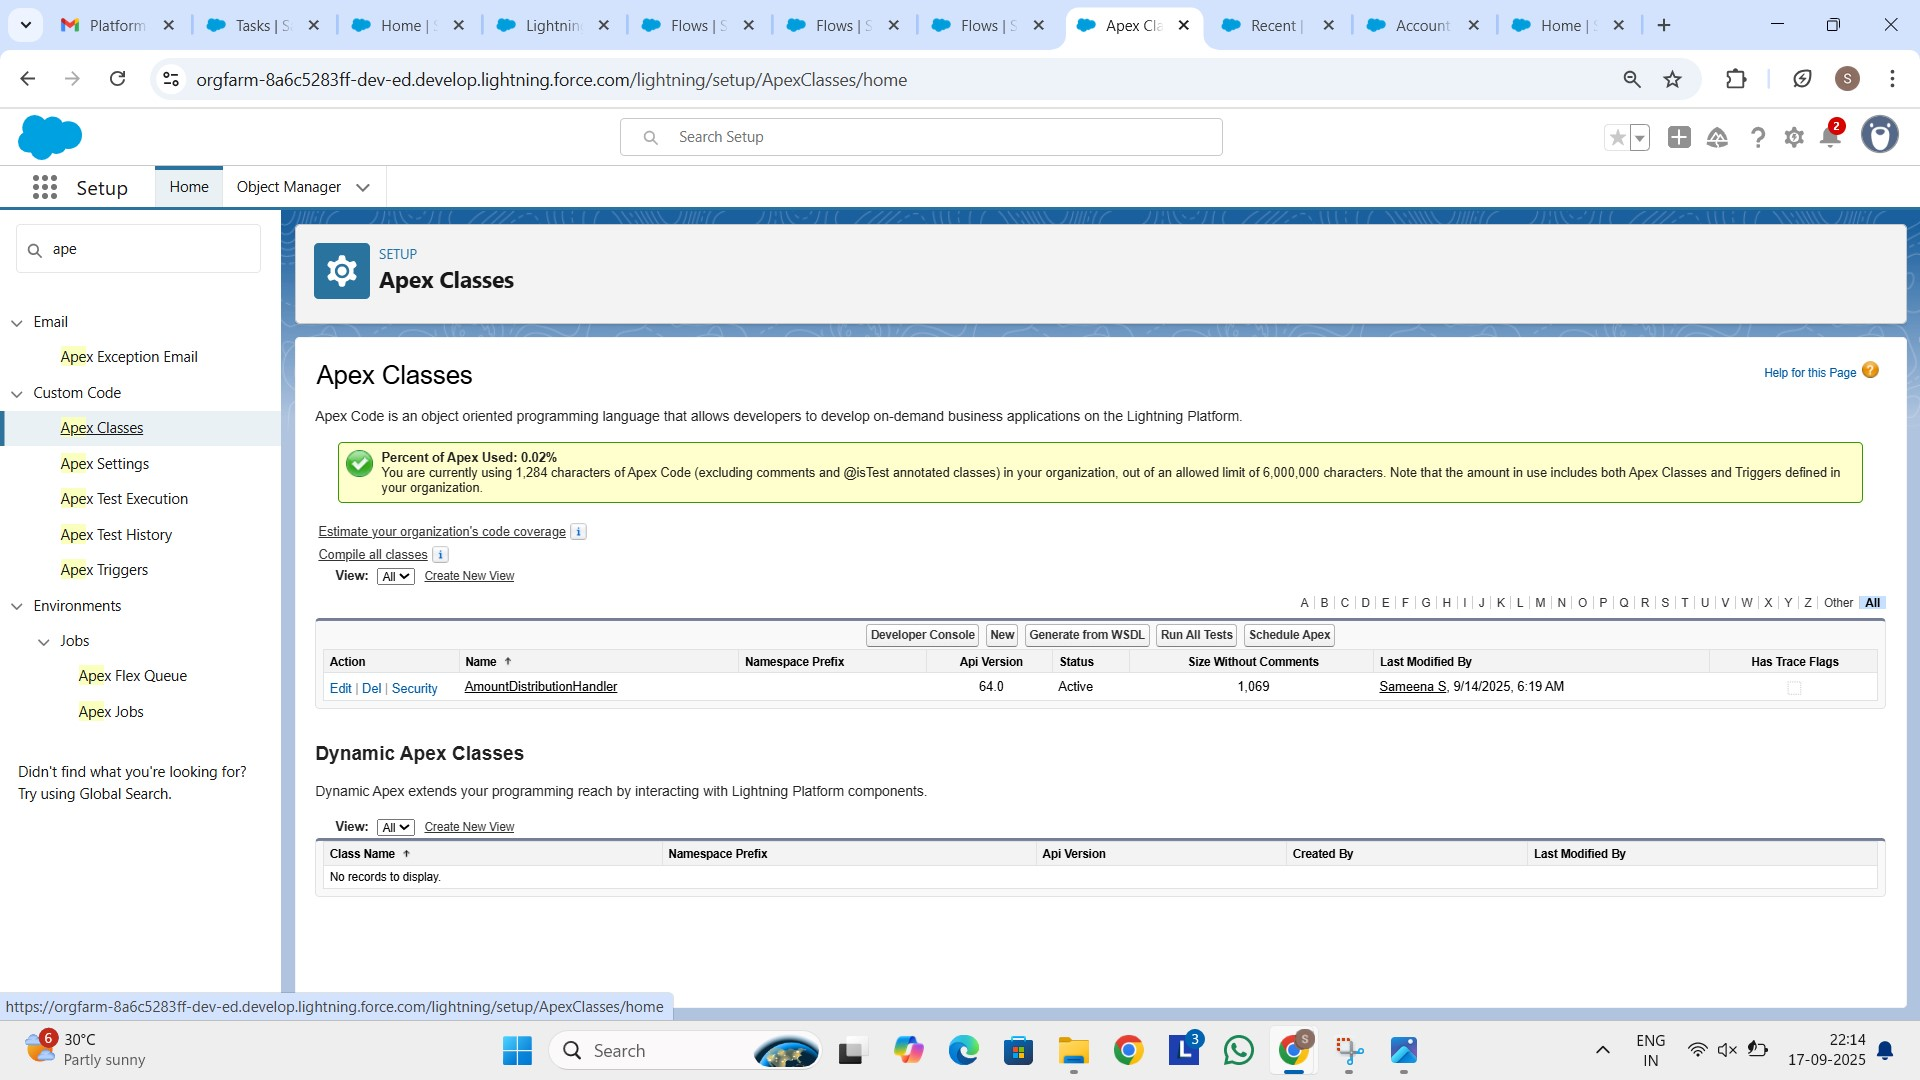 Platform
Tasks | S
Home | S
Lightnin
Flows | S
Flows | S
Flows | S
Apex Cla
Recent |
Account
Home | S
orgfarm-8a6c5283ff-dev-ed.develop.lightning.force.com/lightning/setup/ApexClasses/home
S
Search Setup
2
Setup
Home
Object Manager
ape
SETUP
Apex Classes
Email
Apex Exception Email
Custom Code
Apex Classes
Apex Settings
Apex Test Execution
Apex Test History
Apex Triggers
Environments
Jobs
Apex Flex Queue
Apex Jobs
Didn't find what you're looking for?
Try using Global Search.
Apex Classes
Help for this Page ?
Apex Code is an object oriented programming language that allows developers to develop on-demand business applications on the Lightning Platform.
Percent of Apex Used: 0.02%
You are currently using 1,284 characters of Apex Code (excluding comments and @isTest annotated classes) in your organization, out of an allowed limit of 6,000,000 characters. Note that the amount in use includes both Apex Classes and Triggers defined in
your organization.
Estimate your organization's code coverage i
Compile all classes i
View: All Create New View
A | B | C | D | E | F | G | H | I | J | K | L | M | N | O | P | Q | R | S | T | U | V | W | X | Y | Z | Other All
Developer Console New Generate from WSDL Run All Tests Schedule Apex
Action Name ↑ Namespace Prefix Api Version Status Size Without Comments Last Modified By Has Trace Flags
Edit | Del | Security AmountDistributionHandler 64.0 Active 1,069 Sameena S, 9/14/2025, 6:19 AM
Dynamic Apex Classes
Dynamic Apex extends your programming reach by interacting with Lightning Platform components.
View: All Create New View
Class Name ↑ Namespace Prefix Api Version Created By Last Modified By
No records to display.
https://orgfarm-8a6c5283ff-dev-ed.develop.lightning.force.com/lightning/setup/ApexClasses/home
6
30°C
Partly sunny
Search
L
3
S
ENG
IN
22:14
17-09-2025